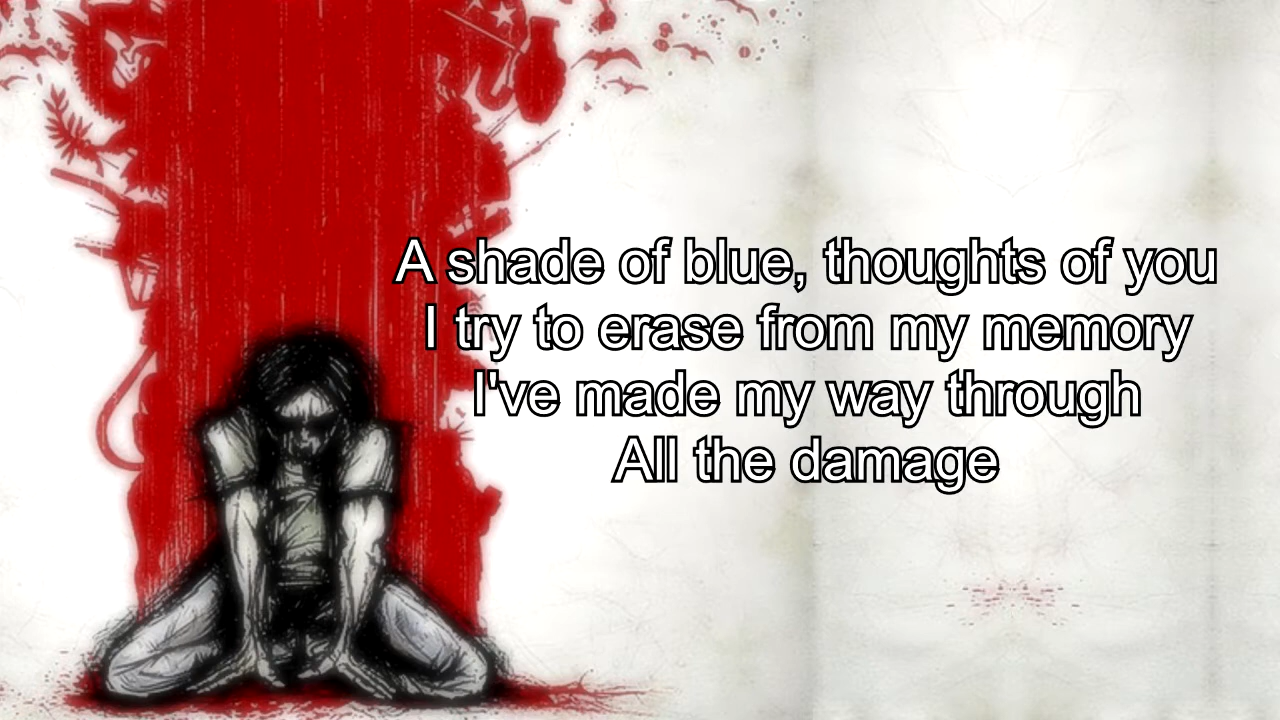 A shade of blue, thoughts of you
I try to erase from my memory
I've made my way through
All the damage